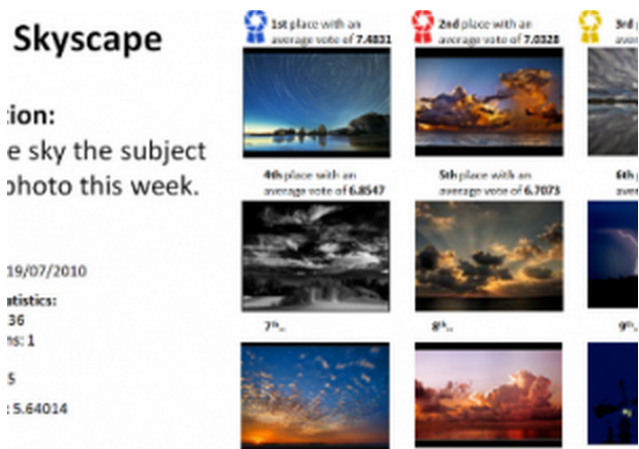 Skyscape
ion:
e sky the subject
photo this week.
19/07/2010
atistics:
36
ns: 1
5
: 5.64014
1st place with an
average vote of 7.4831
2nd place with an
average vote of 7.0328
3rd p
aver
4th place with an
average vote of 6.8547
5th place with an
average vote of 6.7073
6th p
aver
7th..
8th..
9th..